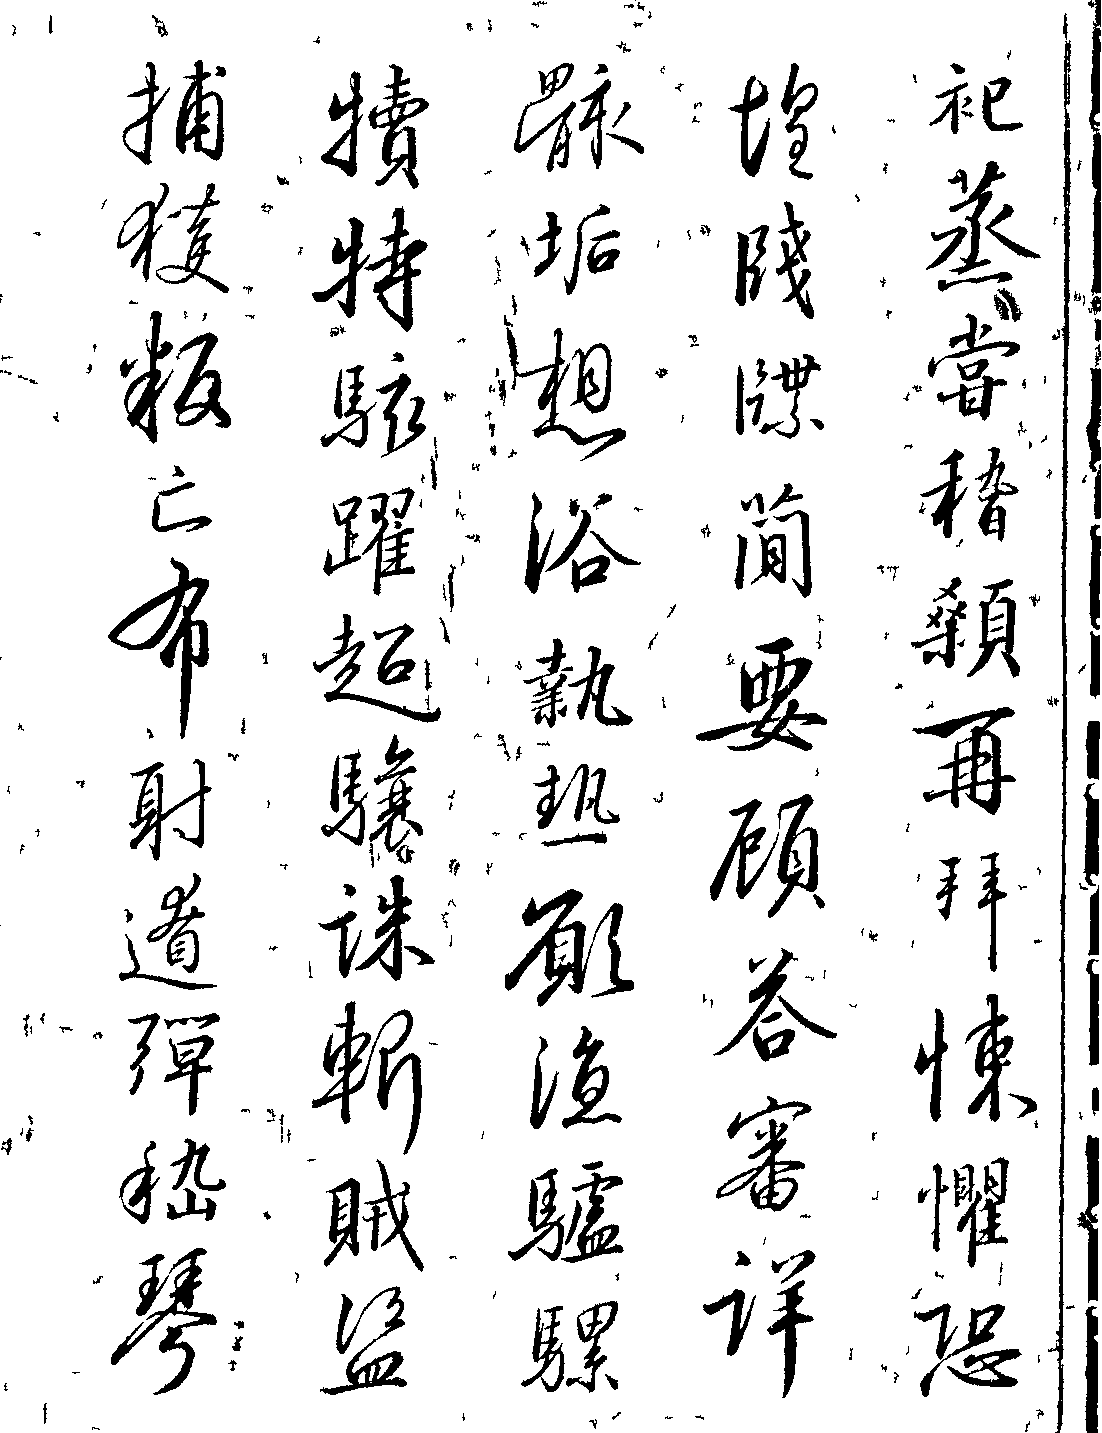 祀蒸嘗稽顙再拜悚懼恐
惶牋牒簡要顧答審詳
骸垢想浴執熱願涼驢騾
犢特駭躍超驤誅斬賊盜
捕獲叛亡布射遼彈嵇琴